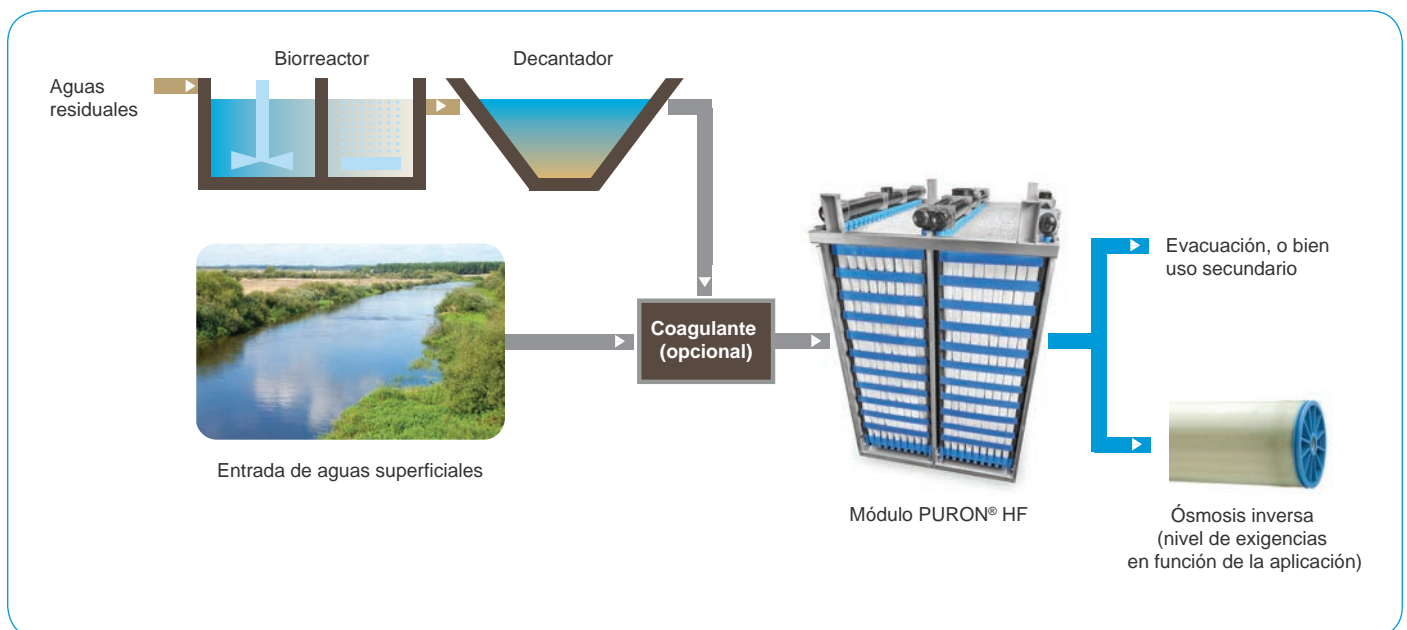 Biorreactor
Decantador
Aguas
residuales
Coagulante
(opcional)
Evacuación, o bien
uso secundario
Entrada de aguas superficiales
Módulo PURON® HF
Ósmosis inversa
(nivel de exigencias
en función de la aplicación)